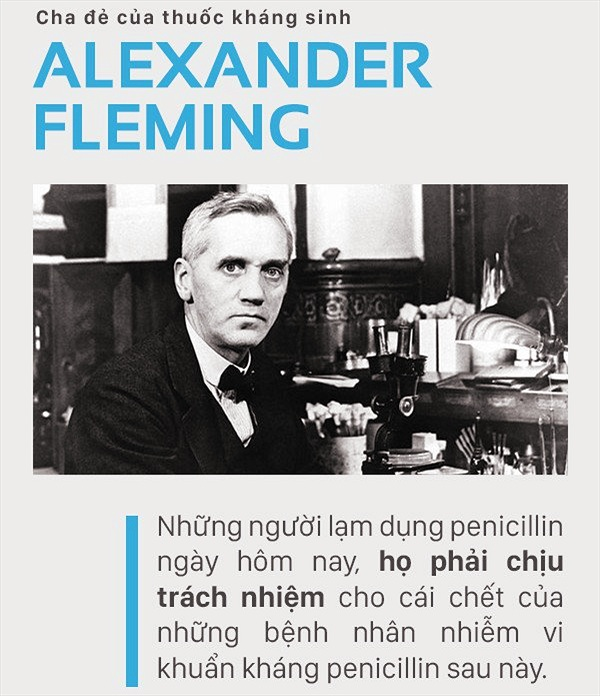 Cha đẻ của thuốc kháng sinh
ALEXANDER
FLEMING
Những người lạm dụng penicillin
ngày hôm nay, họ phải chịu
trách nhiệm cho cái chết của
những bệnh nhân nhiễm vi
khuẩn kháng penicillin sau này.